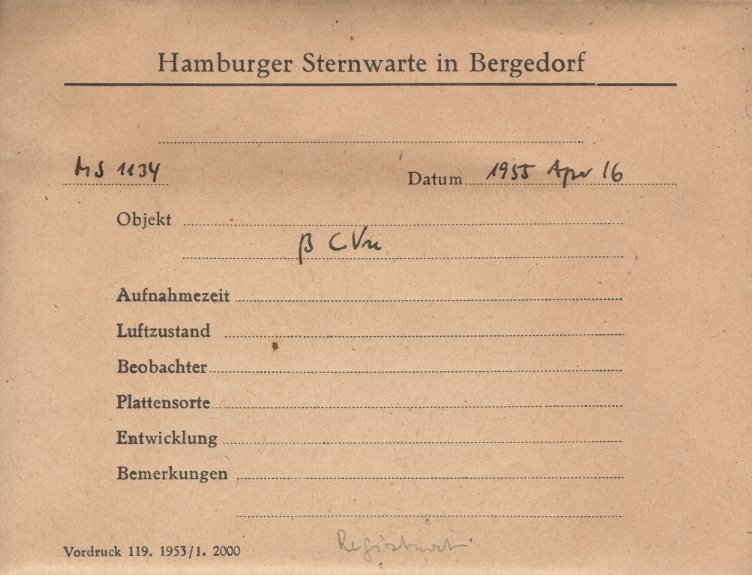 Hamburger Sternwarte in Bergedorf
MS 1134 Datum 1955 Apr 16
Objekt
β CVn
Aufnahmezeit
Luftzustand
Beobachter
Plattensorte
Entwicklung
Bemerkungen
Registriert
Vordruck 119. 1953/1. 2000